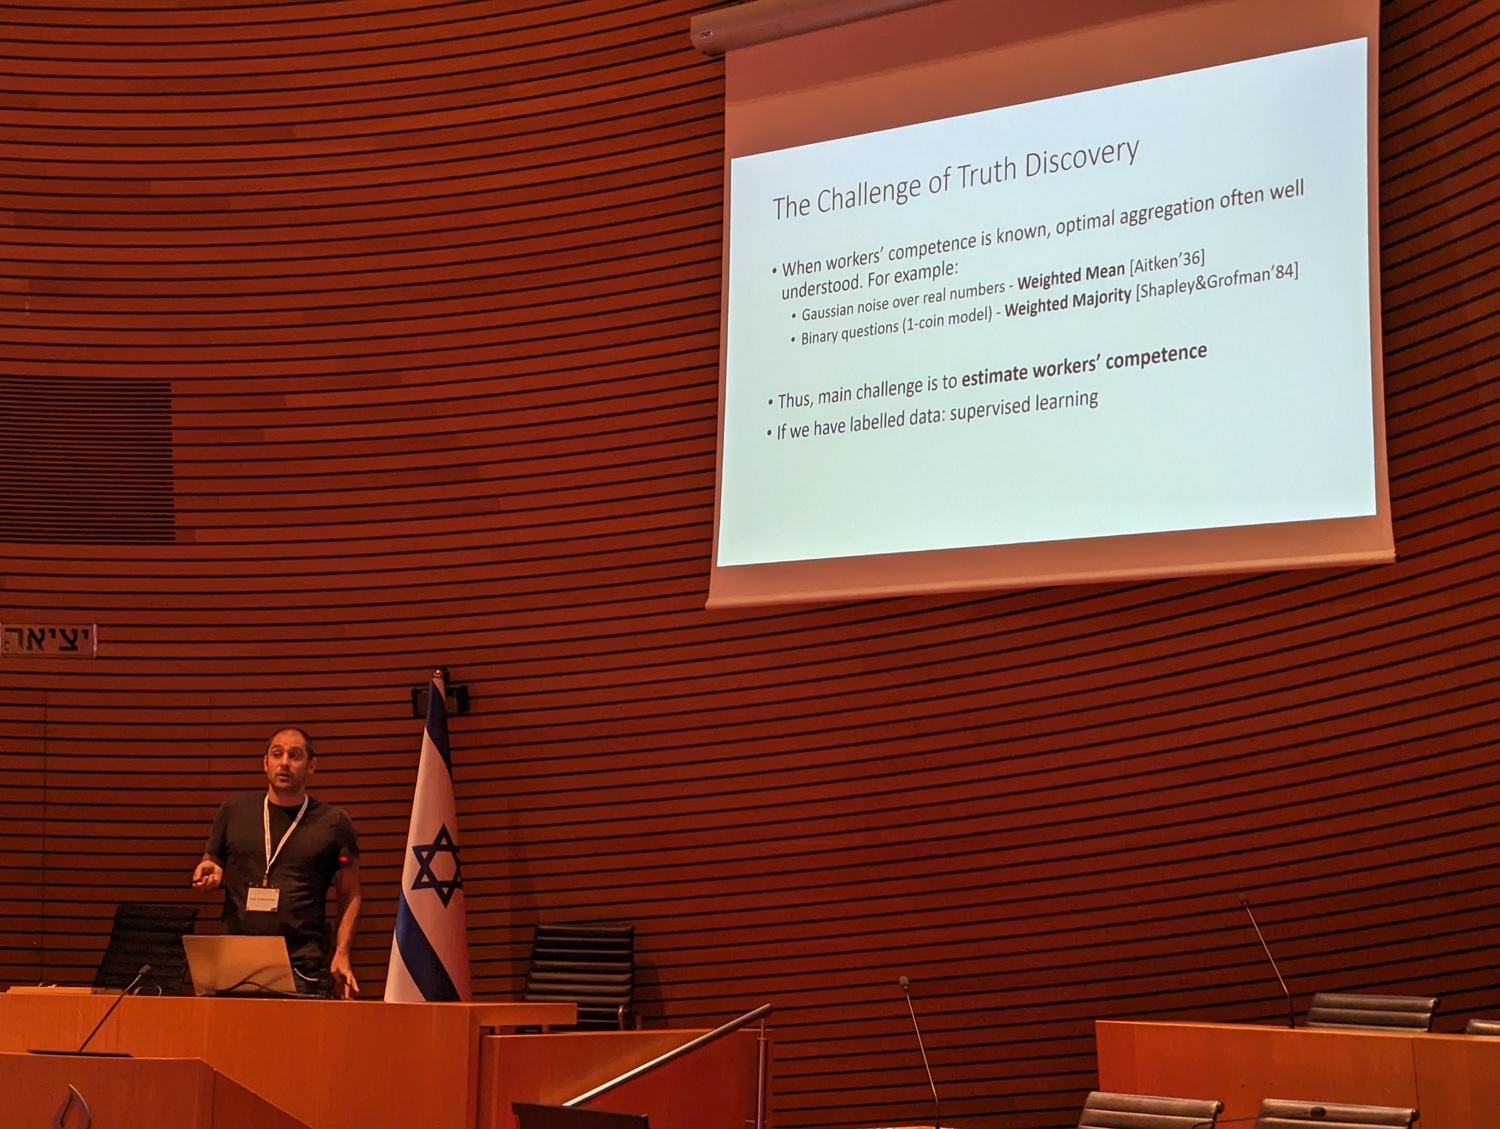 The Challenge of Truth Discovery
• When workers’ competence is known, optimal aggregation often well
understood. For example:
• Gaussian noise over real numbers - Weighted Mean [Aitken’36]
• Binary questions (1-coin model) - Weighted Majority [Shapley&Grofman’84]
• Thus, main challenge is to estimate workers’ competence
• If we have labelled data: supervised learning
יציאה